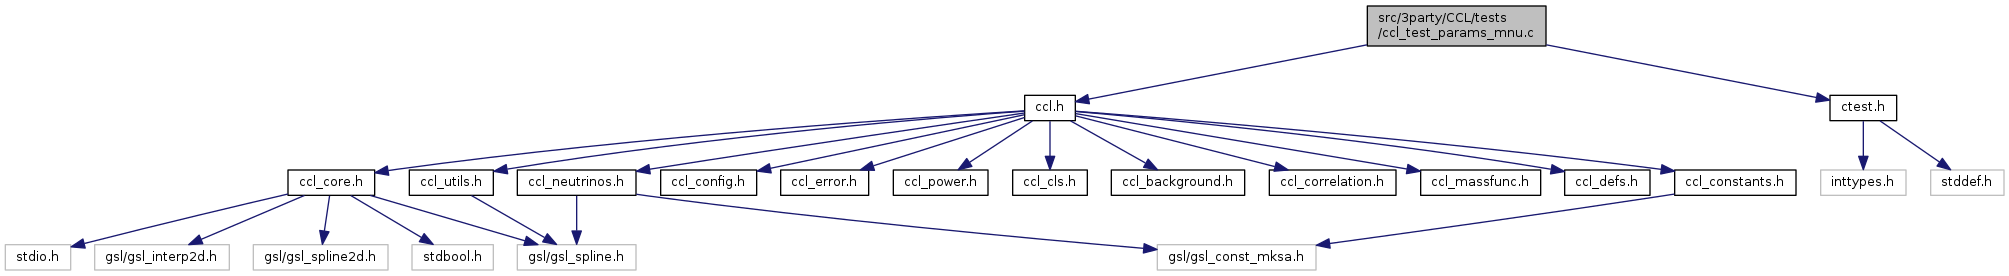 src/3party/CCL/tests
/ccl_test_params_mnu.c
ccl.h
ctest.h
ccl_core.h
ccl_utils.h
ccl_neutrinos.h
ccl_config.h
ccl_error.h
ccl_power.h
ccl_cls.h
ccl_background.h
ccl_correlation.h
ccl_massfunc.h
ccl_defs.h
ccl_constants.h
inttypes.h
stddef.h
stdio.h
gsl/gsl_interp2d.h
gsl/gsl_spline2d.h
stdbool.h
gsl/gsl_spline.h
gsl/gsl_const_mksa.h